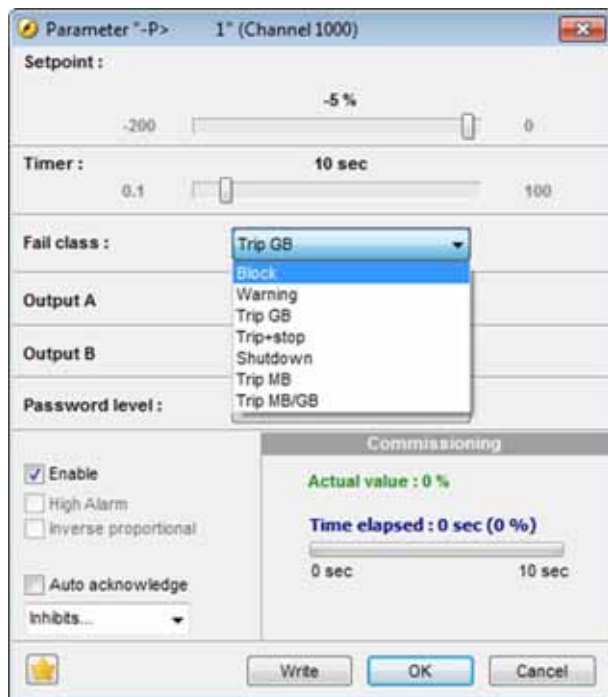 Parameter "-P> 1" (Channel 1000)
Setpoint :
-5 %
-200 0
Timer : 10 sec
0.1 100
Fail class : Trip GB
Block
Warning
Trip GB
Trip+stop
Shutdown
Trip MB
Trip MB/GB
Output A
Output B
Password level :
Enable
High Alarm
Inverse proportional
Auto acknowledge
Inhibits...
Commissioning
Actual value : 0 %
Time elapsed : 0 sec (0 %)
0 sec 10 sec
Write OK Cancel